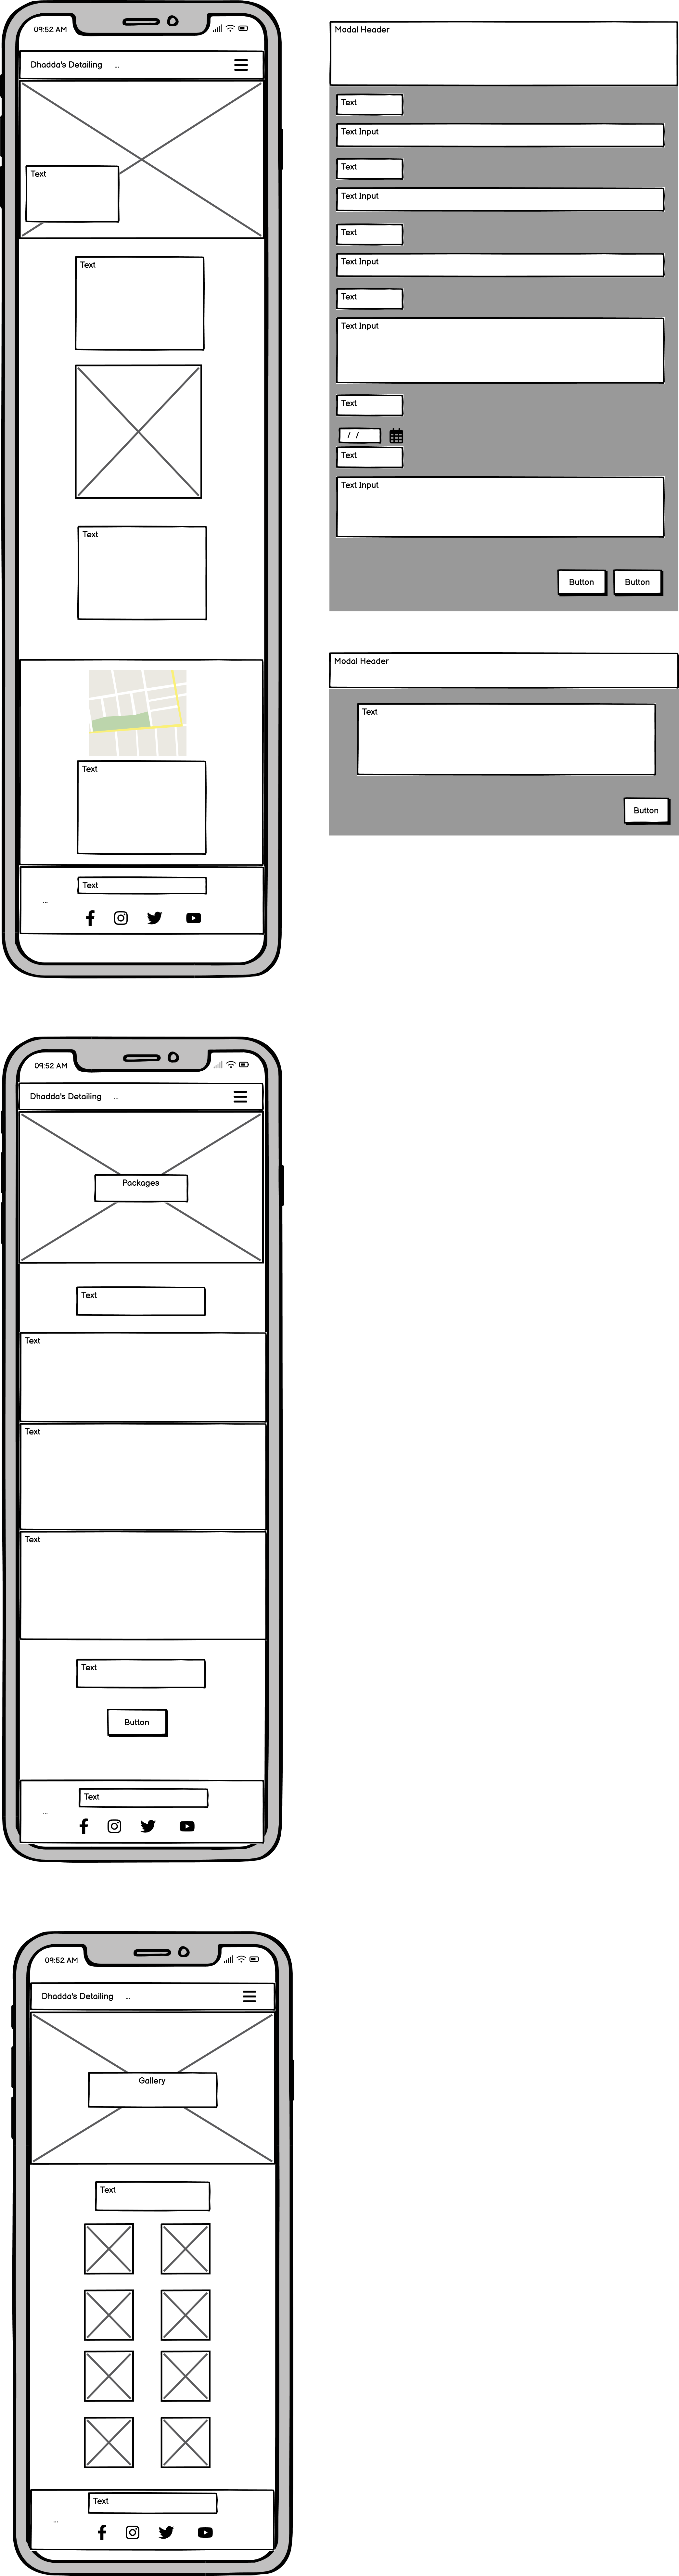 09:52 AM
Dhadda's Detailing ...
Text
Text
Text
Text
Text
...
Modal Header
Text
Text Input
Text
Text Input
Text
Text Input
Text
Text Input
Text
/ /
Text
Text Input
Button Button
Modal Header
Text
Button
09:52 AM
Dhadda's Detailing ...
Packages
Text
Text
Text
Text
Text
Button
Text
...
09:52 AM
Dhadda's Detailing ...
Gallery
Text
Text
...